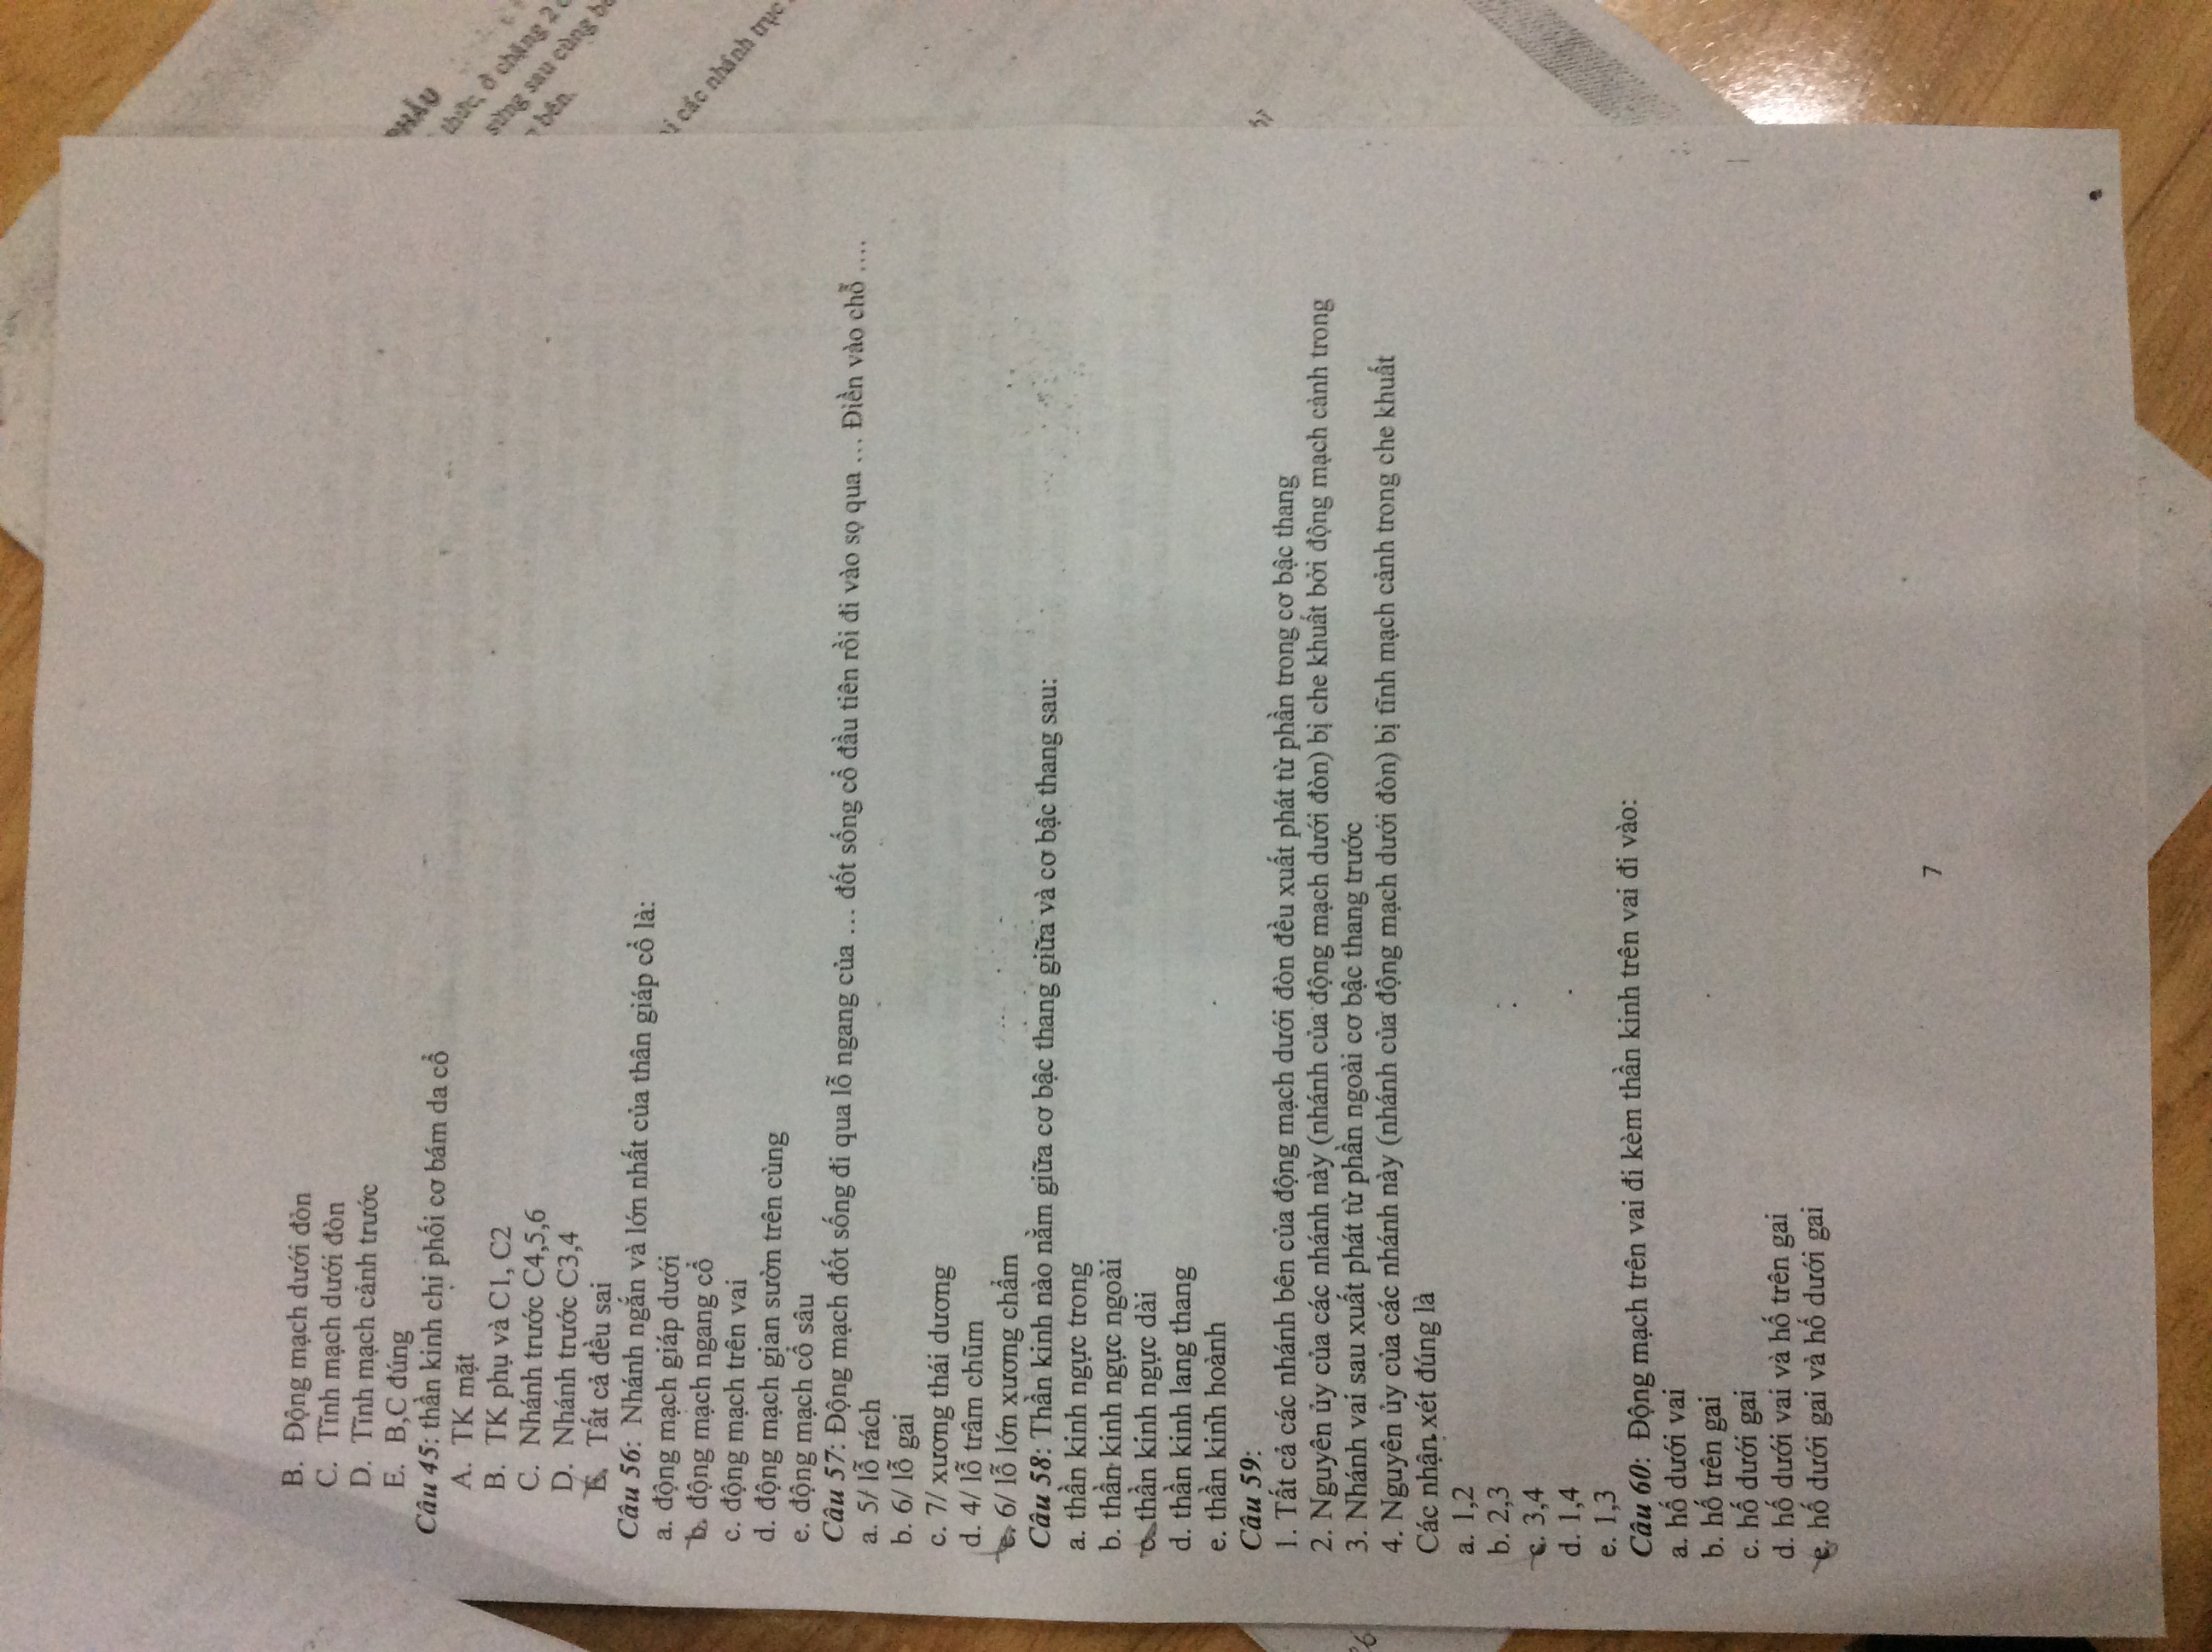 B. Động mạch dưới đòn
C. Tĩnh mạch dưới đòn
D. Tĩnh mạch cảnh trước
E. B,C đúng
Câu 45: thần kinh chi phối cơ bám da cổ
A. TK mặt
B. TK phụ và C1, C2
C. Nhánh trước C4,5,6
D. Nhánh trước C3,4
E. Tất cả đều sai
Câu 56: Nhánh ngắn và lớn nhất của thân giáp cổ là:
a. động mạch giáp dưới
b. động mạch ngang cổ
c. động mạch trên vai
d. động mạch gian sườn trên cùng
e. động mạch cổ sâu
Câu 57: Động mạch đốt sống đi qua lỗ ngang của … đốt sống cổ đầu tiên rồi đi vào sọ qua … Điền vào chỗ ….
a. 5/ lỗ rách
b. 6/ lỗ gai
c. 7/ xương thái dương
d. 4/ lỗ trâm chũm
e. 6/ lỗ lớn xương chẩm
Câu 58: Thần kinh nào nằm giữa cơ bậc thang giữa và cơ bậc thang sau:
a. thần kinh ngực trong
b. thần kinh ngực ngoài
c. thần kinh ngực dài
d. thần kinh lang thang
e. thần kinh hoành
Câu 59:
1. Tất cả các nhánh bên của động mạch dưới đòn đều xuất phát từ phần trong cơ bậc thang
2. Nguyên ủy của các nhánh này (nhánh của động mạch dưới đòn) bị che khuất bởi động mạch cảnh trong
3. Nhánh vai sau xuất phát từ phần ngoài cơ bậc thang trước
4. Nguyên ủy của các nhánh này (nhánh của động mạch dưới đòn) bị tĩnh mạch cảnh trong che khuất
Các nhận xét đúng là
a. 1,2
b. 2,3
c. 3,4
d. 1,4
e. 1,3
Câu 60: Động mạch trên vai đi kèm thần kinh trên vai đi vào:
a. hố dưới vai
b. hố trên gai
c. hố dưới gai
d. hố dưới vai và hố trên gai
e. hố dưới gai và hố dưới gai
7
thức, ở chặng 2
sừng sau cùng
bên.
các nhánh trục